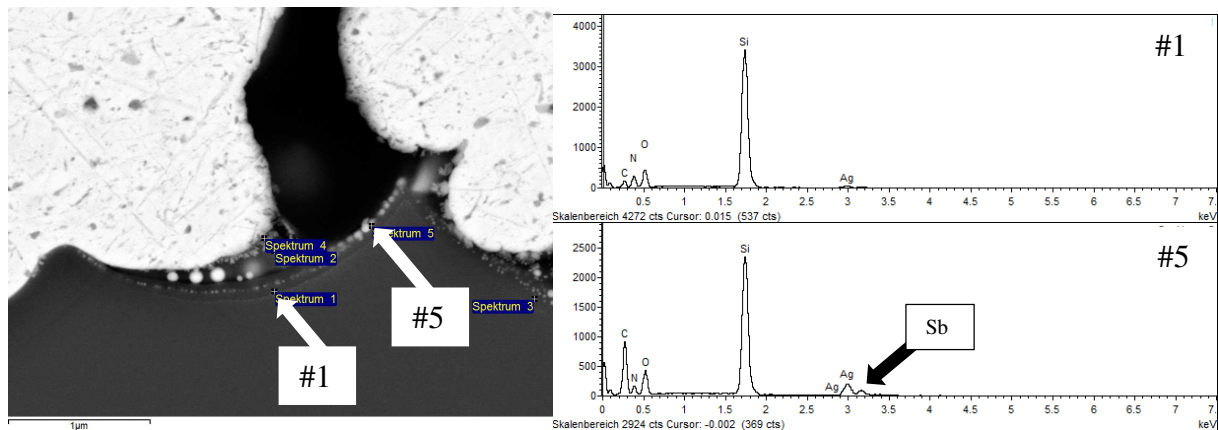 Spektrum 4
Spektrum 2
Spektrum 5
Spektrum 1
Spektrum 3
#5
#1
1µm
#1
4000
3000
2000
1000
0
C
N
O
Si
Ag
0 0.5 1 1.5 2 2.5 3 3.5 4 4.5 5 5.5 6 6.5 7.
Skalenbereich 4272 cts Cursor: 0.015 (537 cts)
keV
#5
2500
2000
1500
1000
500
0
C
N
O
Si
Ag
Ag
Sb
0 0.5 1 1.5 2 2.5 3 3.5 4 4.5 5 5.5 6 6.5 7.
Skalenbereich 2924 cts Cursor: -0.002 (369 cts)
keV